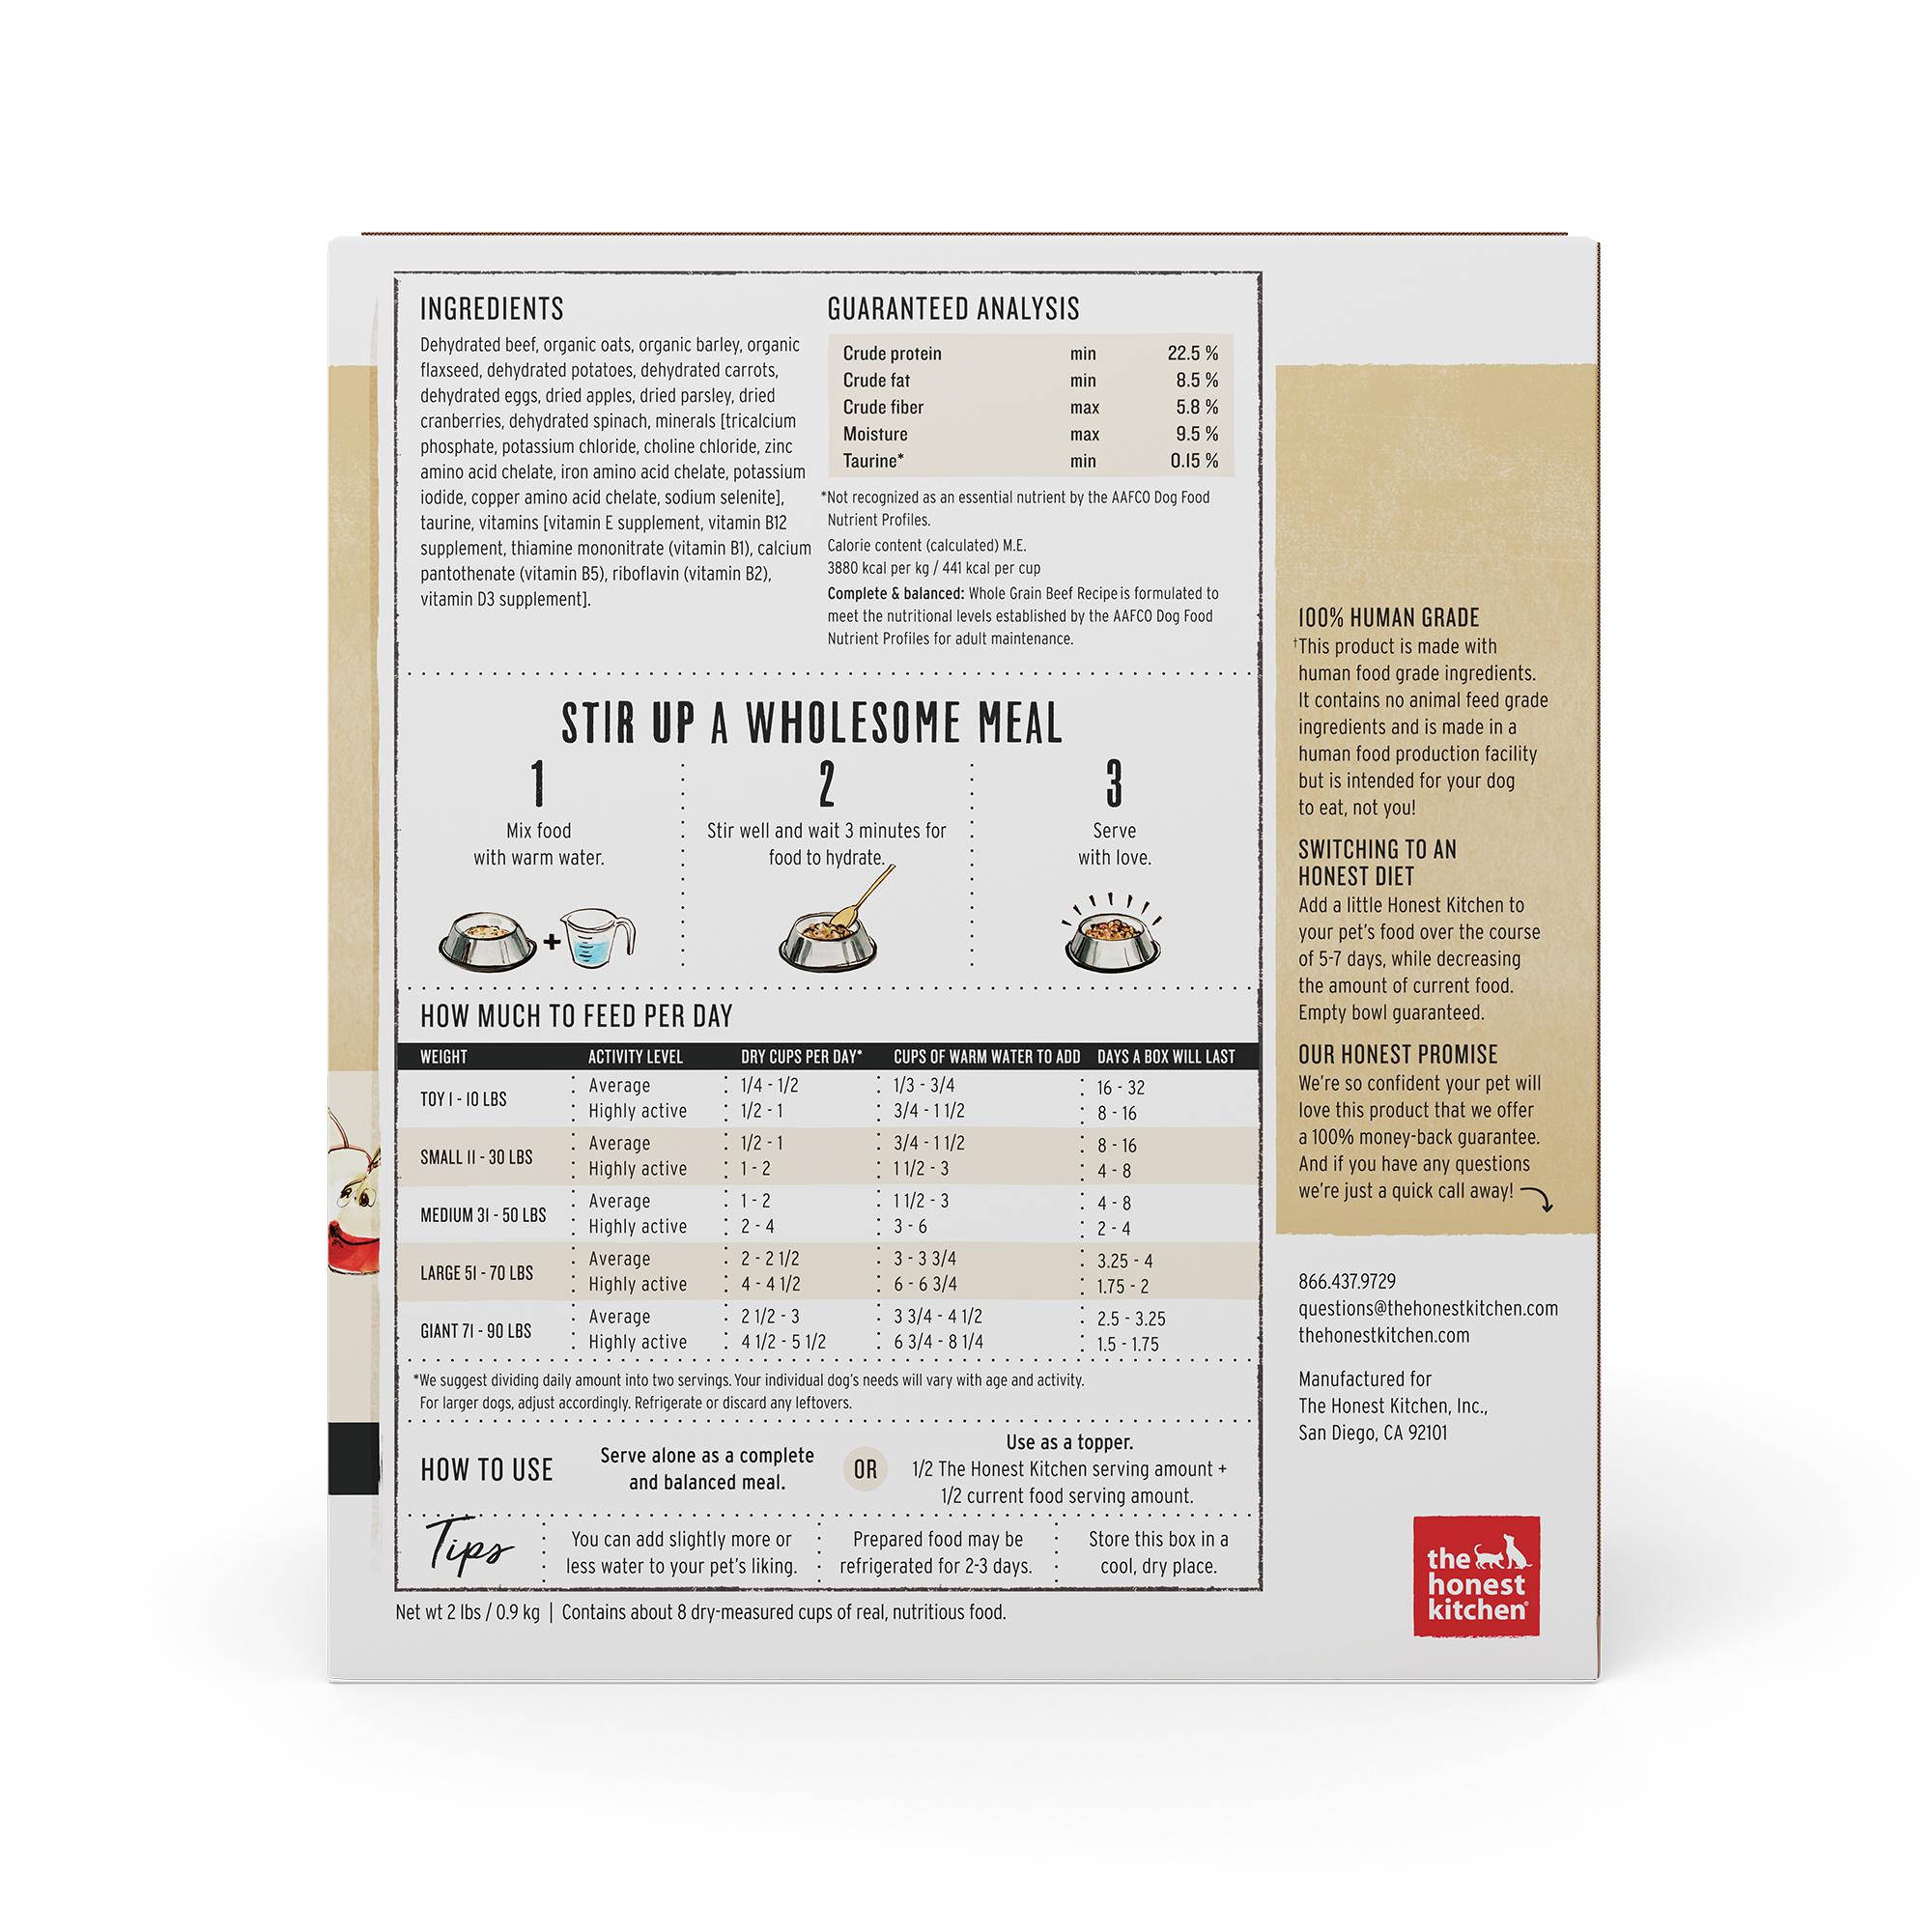 INGREDIENTS
Dehydrated beef, organic oats, organic barley, organic
flaxseed, dehydrated potatoes, dehydrated carrots,
dehydrated eggs, dried apples, dried parsley, dried
cranberries, dehydrated spinach, minerals [tricalcium
phosphate, potassium chloride, choline chloride, zinc
amino acid chelate, iron amino acid chelate, potassium
iodide, copper amino acid chelate, sodium selenite],
taurine, vitamins [vitamin E supplement, vitamin B12
supplement, thiamine mononitrate (vitamin B1), calcium
pantothenate (vitamin B5), riboflavin (vitamin B2),
vitamin D3 supplement].
GUARANTEED ANALYSIS
Crude protein min 22.5 %
Crude fat min 8.5 %
Crude fiber max 5.8 %
Moisture max 9.5 %
Taurine* min 0.15 %
*Not recognized as an essential nutrient by the AAFCO Dog Food
Nutrient Profiles.
Calorie content (calculated) M.E.
3880 kcal per kg / 441 kcal per cup
Complete & balanced: Whole Grain Beef Recipe is formulated to
meet the nutritional levels established by the AAFCO Dog Food
Nutrient Profiles for adult maintenance.
STIR UP A WHOLESOME MEAL
1
Mix food
with warm water.
2
Stir well and wait 3 minutes for
food to hydrate.
3
Serve
with love.
+
HOW MUCH TO FEED PER DAY
WEIGHT ACTIVITY LEVEL DRY CUPS PER DAY* CUPS OF WARM WATER TO ADD DAYS A BOX WILL LAST
TOY 1 - 10 LBS
Average 1/4 - 1/2 1/3 - 3/4 16 - 32
Highly active 1/2 - 1 3/4 - 1 1/2 8 - 16
SMALL 11 - 30 LBS
Average 1/2 - 1 3/4 - 1 1/2 8 - 16
Highly active 1 - 2 1 1/2 - 3 4 - 8
MEDIUM 31 - 50 LBS
Average 1 - 2 1 1/2 - 3 4 - 8
Highly active 2 - 4 3 - 6 2 - 4
LARGE 51 - 70 LBS
Average 2 - 2 1/2 3 - 3 3/4 3.25 - 4
Highly active 4 - 4 1/2 6 - 6 3/4 1.75 - 2
GIANT 71 - 90 LBS
Average 2 1/2 - 3 3 3/4 - 4 1/2 2.5 - 3.25
Highly active 4 1/2 - 5 1/2 6 3/4 - 8 1/4 1.5 - 1.75
*We suggest dividing daily amount into two servings. Your individual dog's needs will vary with age and activity.
For larger dogs, adjust accordingly. Refrigerate or discard any leftovers.
HOW TO USE
Serve alone as a complete
and balanced meal.
OR
Use as a topper.
1/2 The Honest Kitchen serving amount +
1/2 current food serving amount.
Tips
You can add slightly more or
less water to your pet's liking.
Prepared food may be
refrigerated for 2-3 days.
Store this box in a
cool, dry place.
Net wt 2 lbs / 0.9 kg | Contains about 8 dry-measured cups of real, nutritious food.
100% HUMAN GRADE
†This product is made with
human food grade ingredients.
It contains no animal feed grade
ingredients and is made in a
human food production facility
but is intended for your dog
to eat, not you!
SWITCHING TO AN
HONEST DIET
Add a little Honest Kitchen to
your pet's food over the course
of 5-7 days, while decreasing
the amount of current food.
Empty bowl guaranteed.
OUR HONEST PROMISE
We're so confident your pet will
love this product that we offer
a 100% money-back guarantee.
And if you have any questions
we're just a quick call away!
866.437.9729
questions@thehonestkitchen.com
thehonestkitchen.com
Manufactured for
The Honest Kitchen, Inc.,
San Diego, CA 92101
the
honest
kitchen®